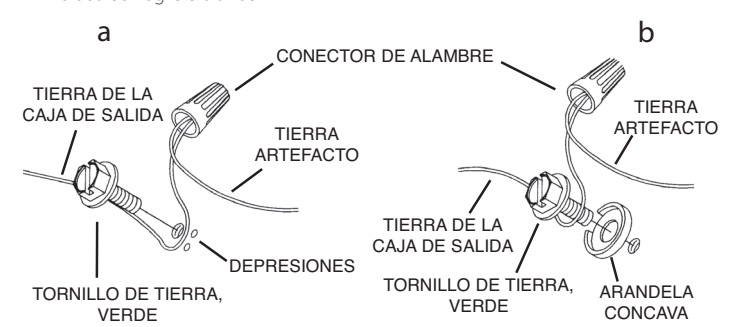 a
b
CONECTOR DE ALAMBRE
TIERRA DE LA
CAJA DE SALIDA
TIERRA
ARTEFACTO
TIERRA
ARTEFACTO
TIERRA DE LA
CAJA DE SALIDA
DEPRESIONES
TORNILLO DE TIERRA,
VERDE
TORNILLO DE TIERRA,
VERDE
ARANDELA
CONCAVA